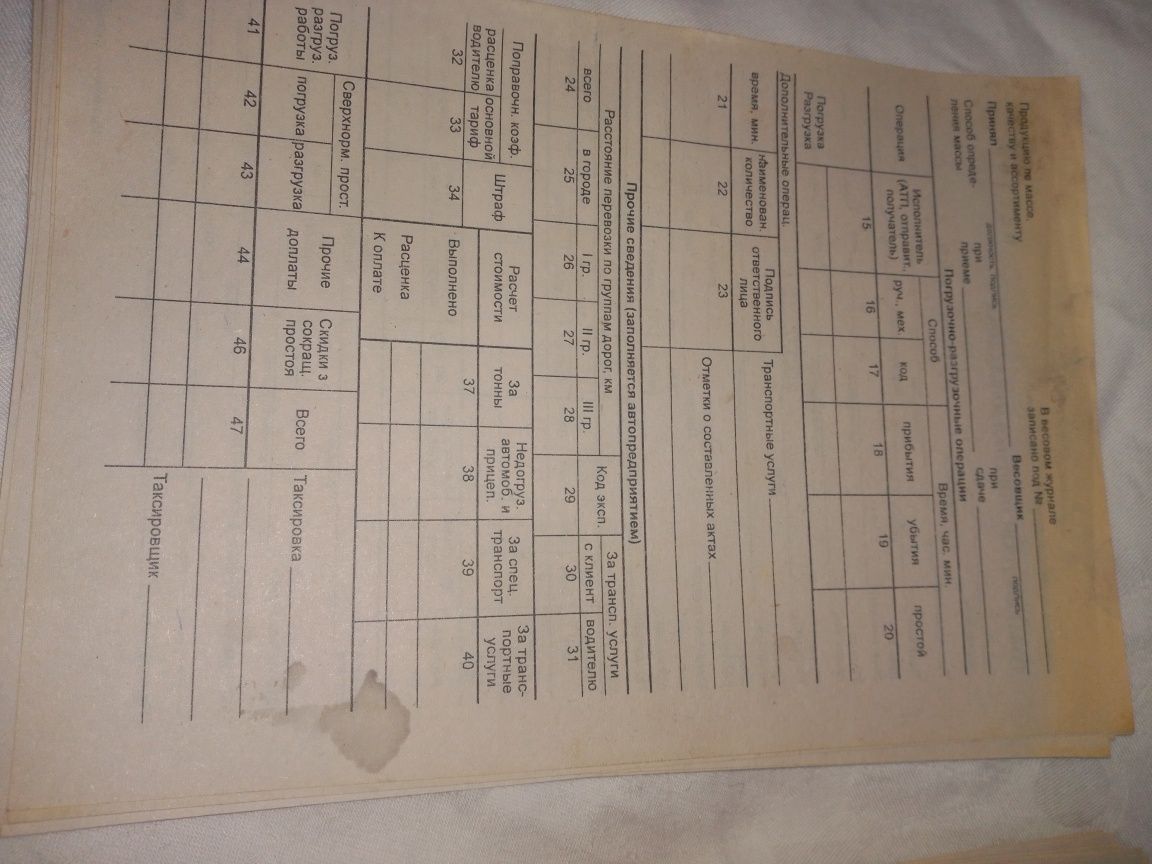 Продукцию по массе,
качеству и ассортименту
В весовом журнале
записано под №
Принял
Весовщик
должность, подпись
подпись
Способ опреде-
ления массы
при
приеме
при
сдаче
Погрузочно-разгрузочные операции
Операция
Исполнитель
(АТП, отправит.,
получатель)
Способ
Время, час. мин.
руч., мех.
код
прибытия
убытия
простой
15 16 17 18 19 20
Погрузка
Разгрузка
Дополнительные операц.
время, мин.
наименован.
количество
Подпись
ответственного
лица
Транспортные услуги
21 22 23
Отметки о составленных актах
Прочие сведения (заполняется автопредприятием)
Расстояние перевозки по группам дорог, км
Код эксп.
За трансп. услуги
всего в городе I гр. II гр. III гр.
с клиент водителю
24 25 26 27 28 29 30 31
Поправочн. коэф.
расценка
водителю
основной
тариф
Штраф
Расчет
стоимости
За
тонны
Недогруз.
автомоб. и
прицеп.
За спец.
транспорт
За транс-
портные
услуги
32 33 34 Выполнено 37 38 39 40
Расценка
К оплате
Погруз.
разгруз.
работы
Сверхнорм. прост.
погрузка разгрузка
Прочие
доплаты
Скидки з
сокращ.
простоя
Всего
Таксировка
41 42 43 44 46 47
Таксировщик